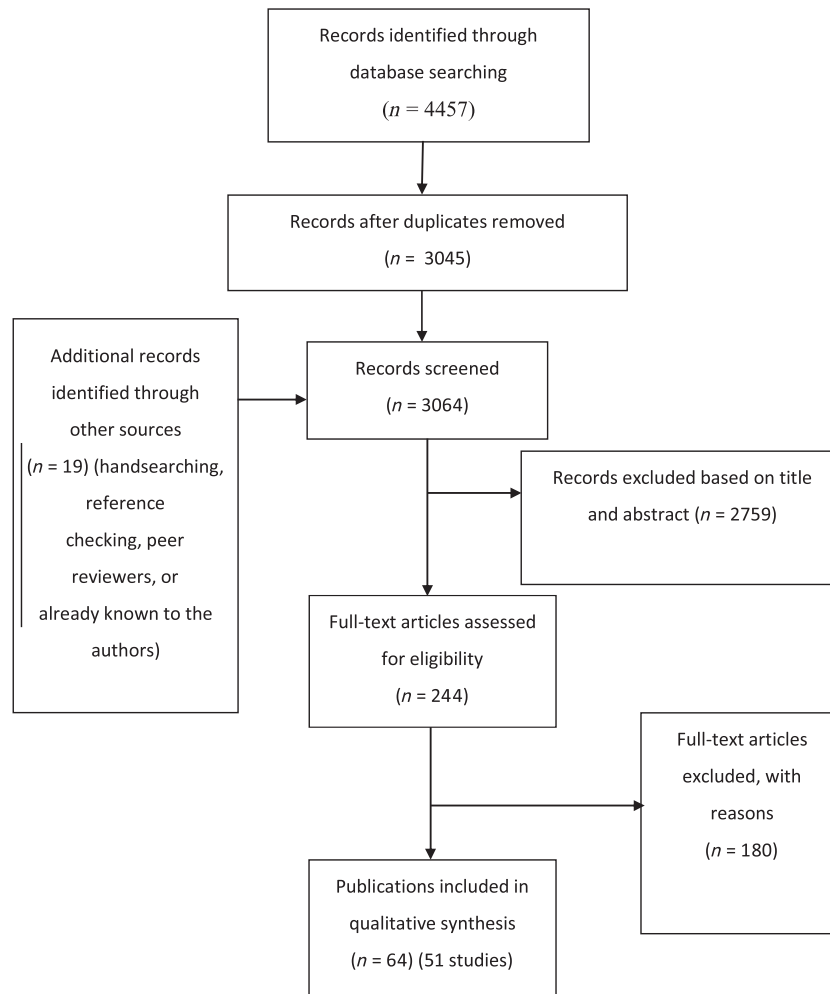 Records identified through
database searching
(n = 4457)
Records after duplicates removed
(n = 3045)
Additional records
identified through
other sources
(n = 19) (handsearching,
reference
checking, peer
reviewers, or
already known to the
authors)
Records screened
(n = 3064)
Records excluded based on title
and abstract (n = 2759)
Full-text articles assessed
for eligibility
(n = 244)
Full-text articles
excluded, with
reasons
(n = 180)
Publications included in
qualitative synthesis
(n = 64) (51 studies)